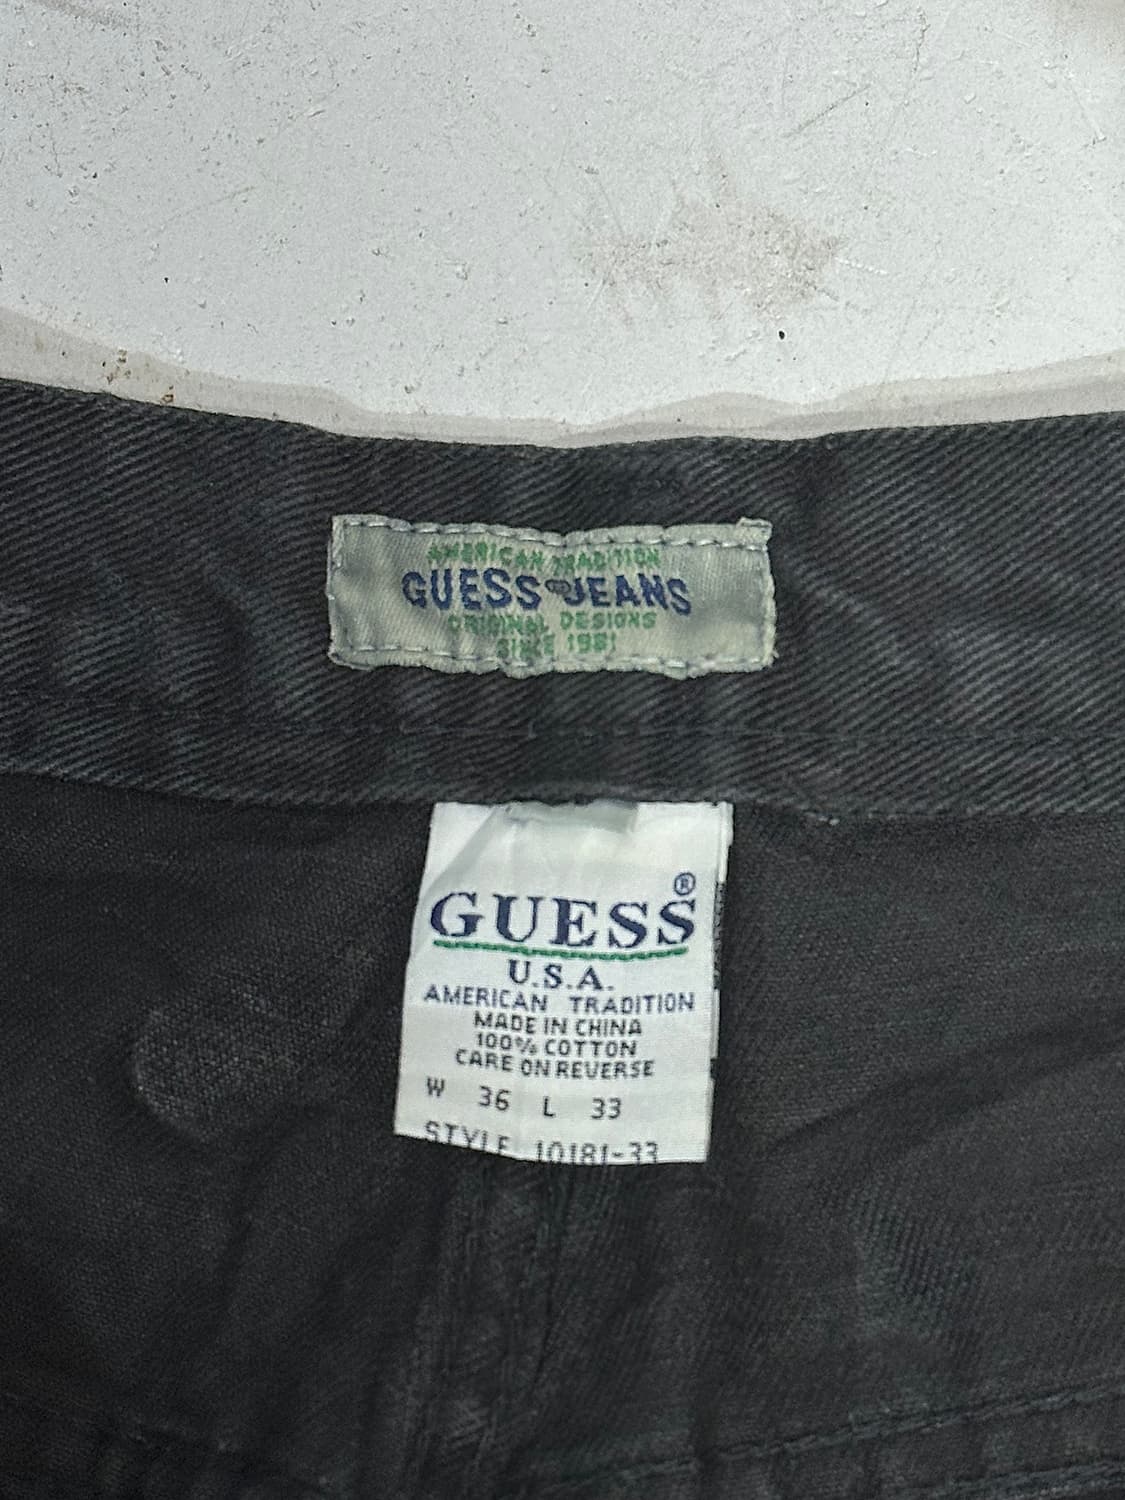 AMERICAN TRADITION
GUESS JEANS
ORIGINAL DESIGNS
SINCE 1981
GUESS®
U.S.A.
AMERICAN TRADITION
MADE IN CHINA
100% COTTON
CARE ON REVERSE
W 36 L 33
STYLE 10181-33